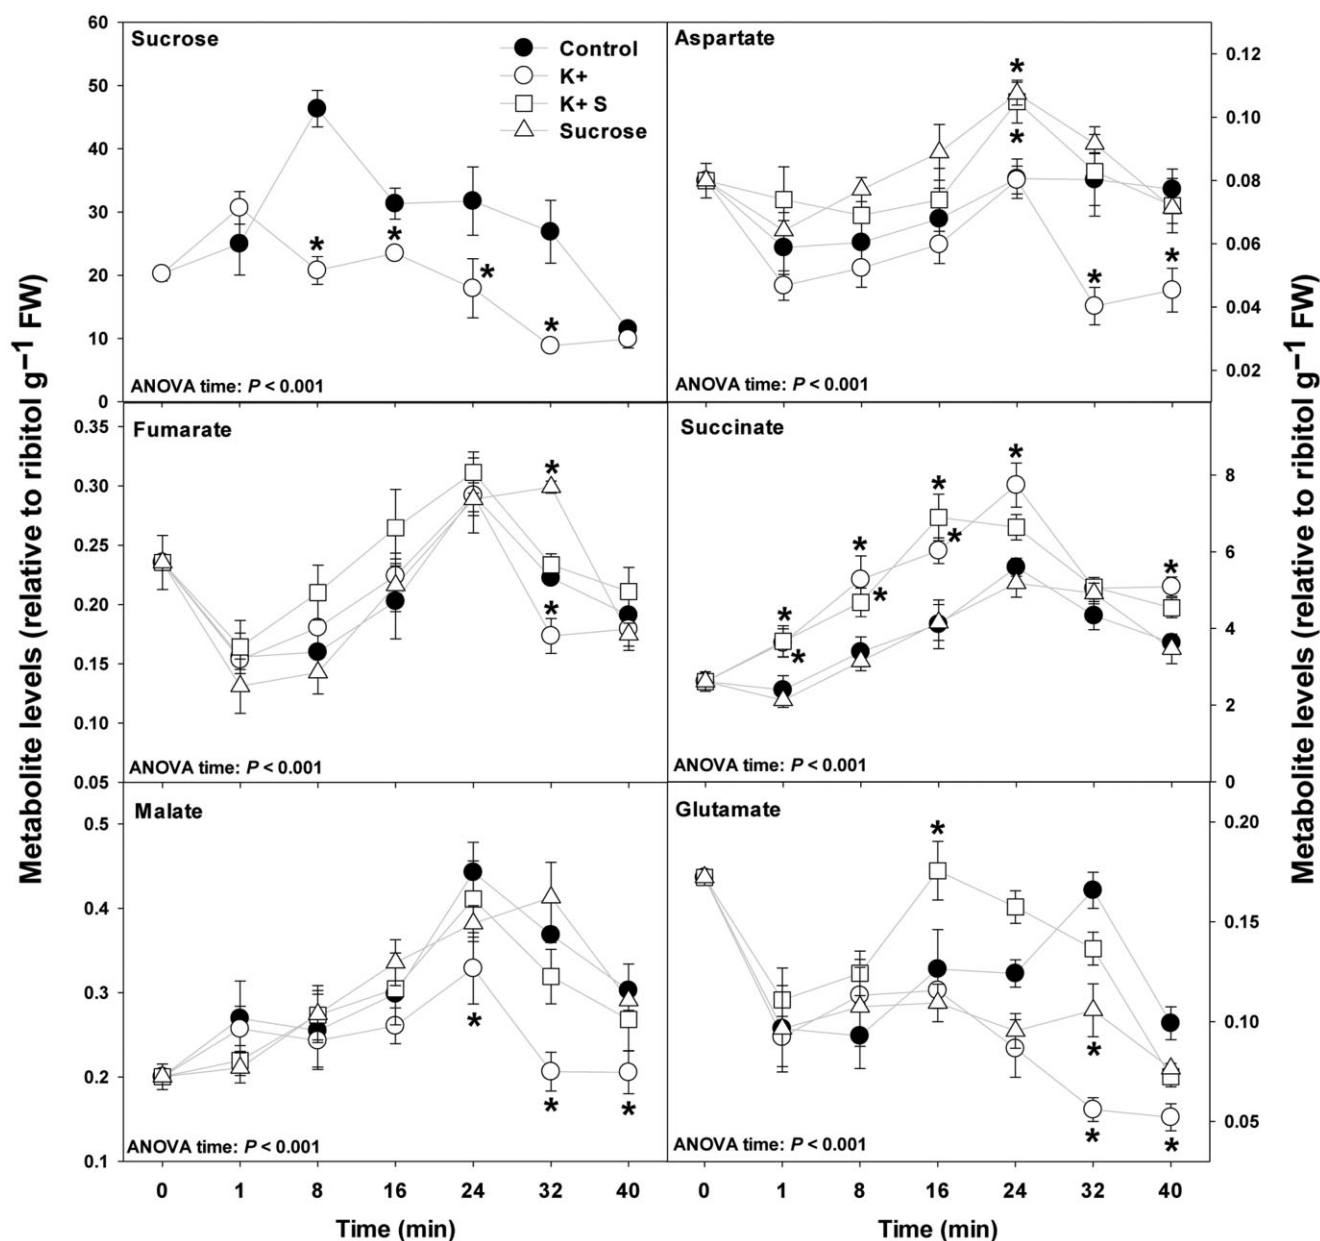 Metabolite levels (relative to ribitol g⁻¹ FW)
Sucrose
Control
K+
K+ S
Sucrose
60
50
40
30
20
10
0
ANOVA time: P < 0.001
Aspartate
*
*
*
*
0.12
0.10
0.08
0.06
0.04
0.02
ANOVA time: P < 0.001
* * * *
Fumarate
0.35
0.30
0.25
0.20
0.15
0.10
0.05
*
*
ANOVA time: P < 0.001
Succinate
8
6
4
2
0
* * * * * * * *
ANOVA time: P < 0.001
Malate
0.5
0.4
0.3
0.2
0.1
* * *
ANOVA time: P < 0.001
0 1 8 16 24 32 40
Time (min)
Glutamate
0.20
0.15
0.10
0.05
* * * *
ANOVA time: P < 0.001
0 1 8 16 24 32 40
Time (min)
Metabolite levels (relative to ribitol g⁻¹ FW)